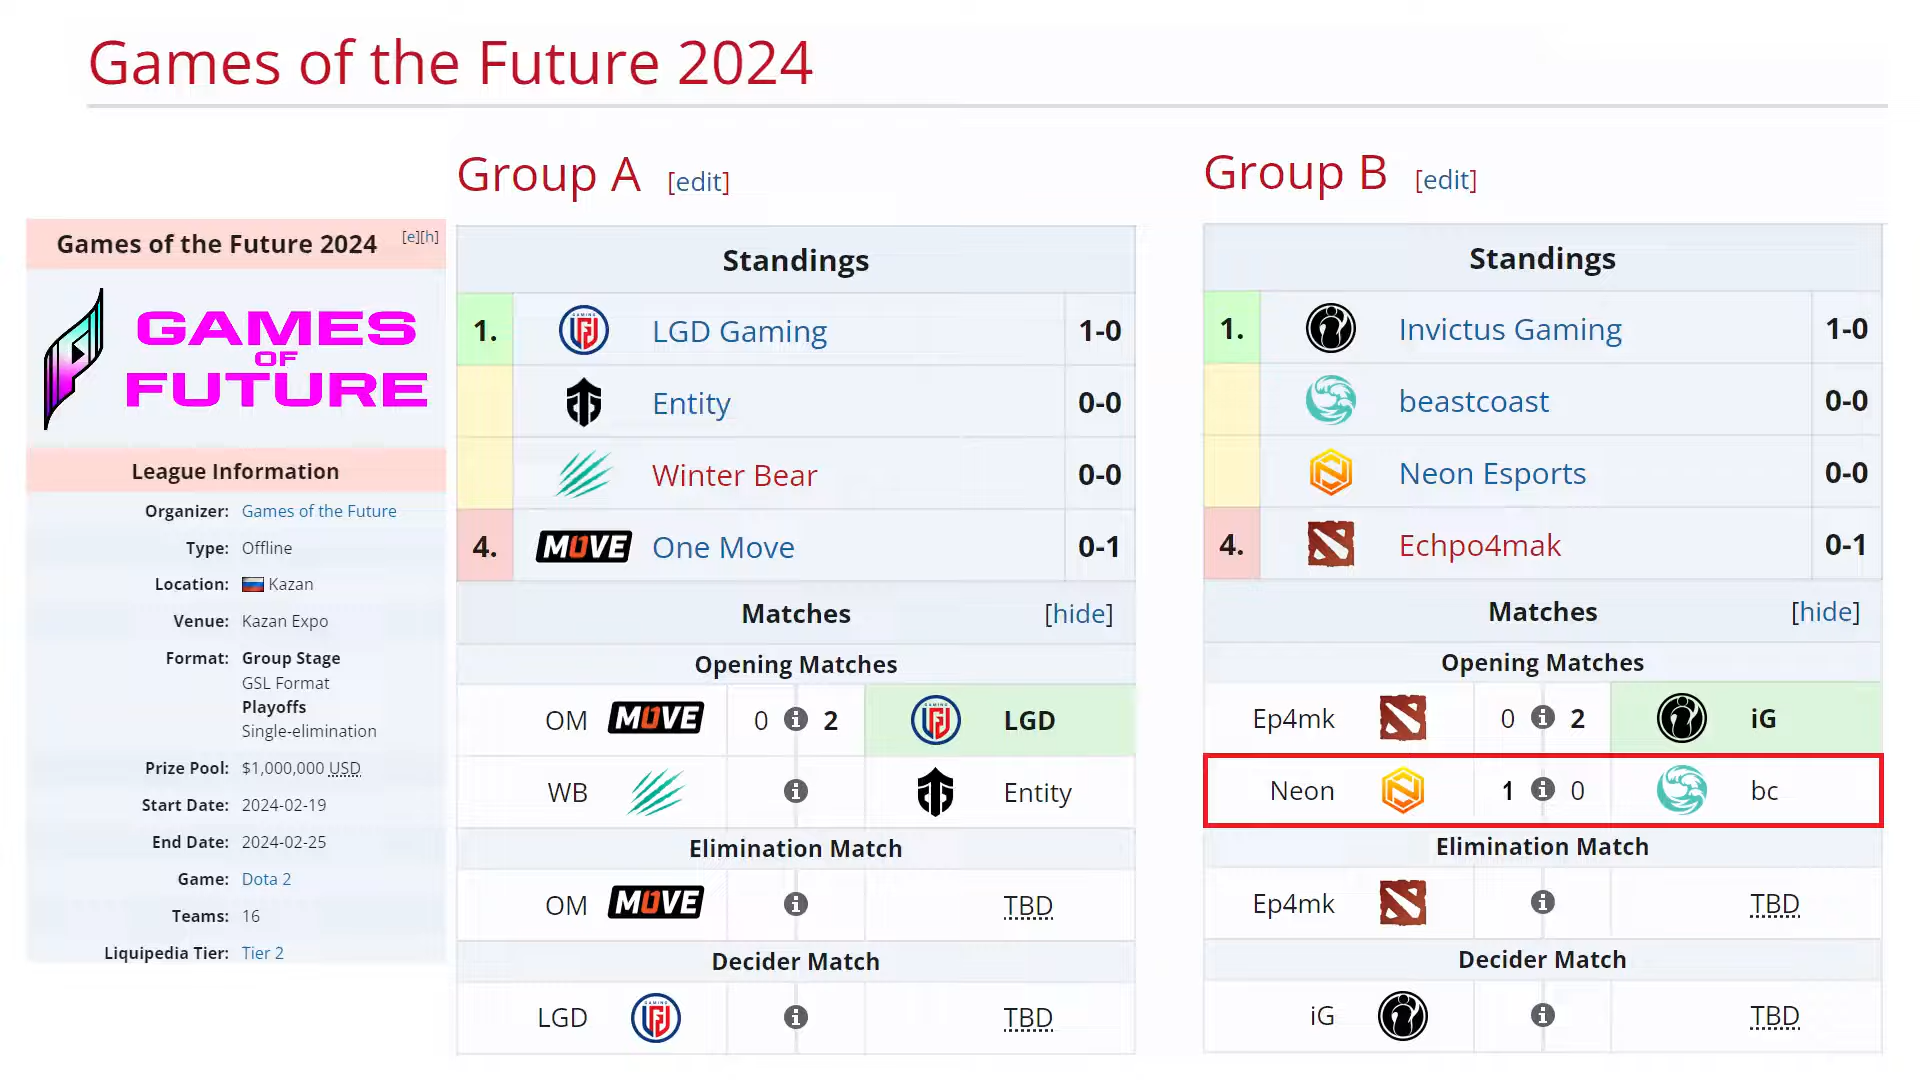 Games of the Future 2024
Games of the Future 2024 [e][h]
GAMES
OF
FUTURE
League Information
Organizer: Games of the Future
Type: Offline
Location: Kazan
Venue: Kazan Expo
Format: Group Stage
GSL Format
Playoffs
Single-elimination
Prize Pool: $1,000,000 USD
Start Date: 2024-02-19
End Date: 2024-02-25
Game: Dota 2
Teams: 16
Liquipedia Tier: Tier 2
Group A [edit]
Standings
1. LGD Gaming 1-0
Entity 0-0
Winter Bear 0-0
4. MOVE One Move 0-1
Matches [hide]
Opening Matches
OM MOVE 0 i 2 LGD
WB i Entity
Elimination Match
OM MOVE i TBD
Decider Match
LGD i TBD
Group B [edit]
Standings
1. Invictus Gaming 1-0
beastcoast 0-0
Neon Esports 0-0
4. Echpo4mak 0-1
Matches [hide]
Opening Matches
Ep4mk 0 i 2 iG
Neon 1 i 0 bc
Elimination Match
Ep4mk i TBD
Decider Match
iG i TBD